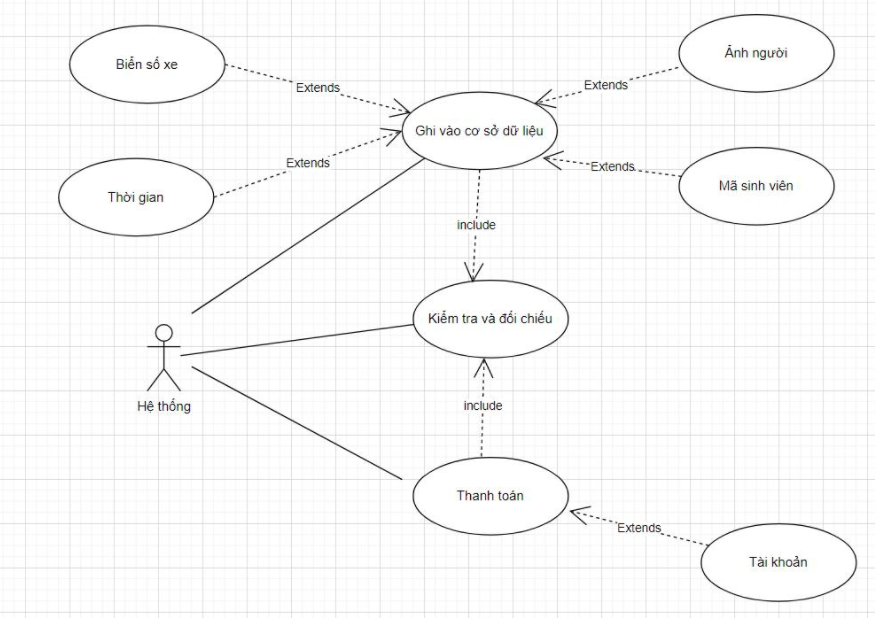 Biển số xe
Ảnh người
Extends
Extends
Ghi vào cơ sở dữ liệu
Extends
Extends
Thời gian
Mã sinh viên
include
Kiểm tra và đối chiếu
Hệ thống
include
Thanh toán
Extends
Tài khoản